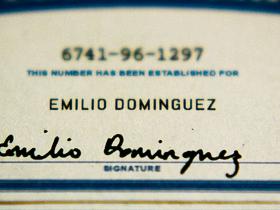 6741-96-1297
THIS NUMBER HAS BEEN ESTABLISHED FOR
EMILIO DOMINGUEZ
Emilio Dominguez
SIGNATURE